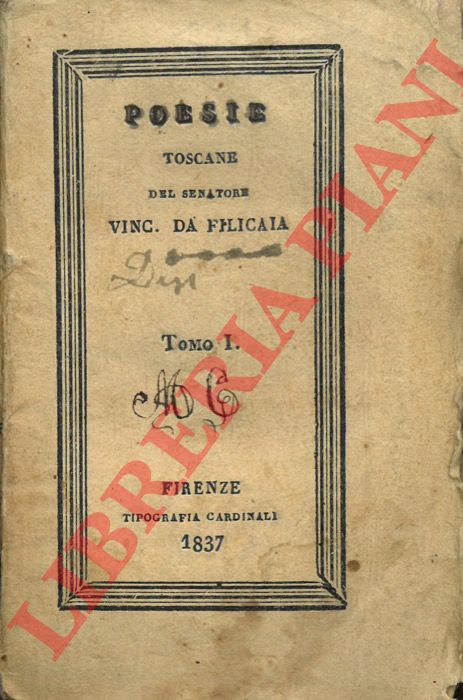 POESIE
TOSCANE
DEL SENATORE
VINC. DA FILICAIA
TOMO I.
FIRENZE
TIPOGRAFIA CARDINALI
1837
LIBRERIA PIANI